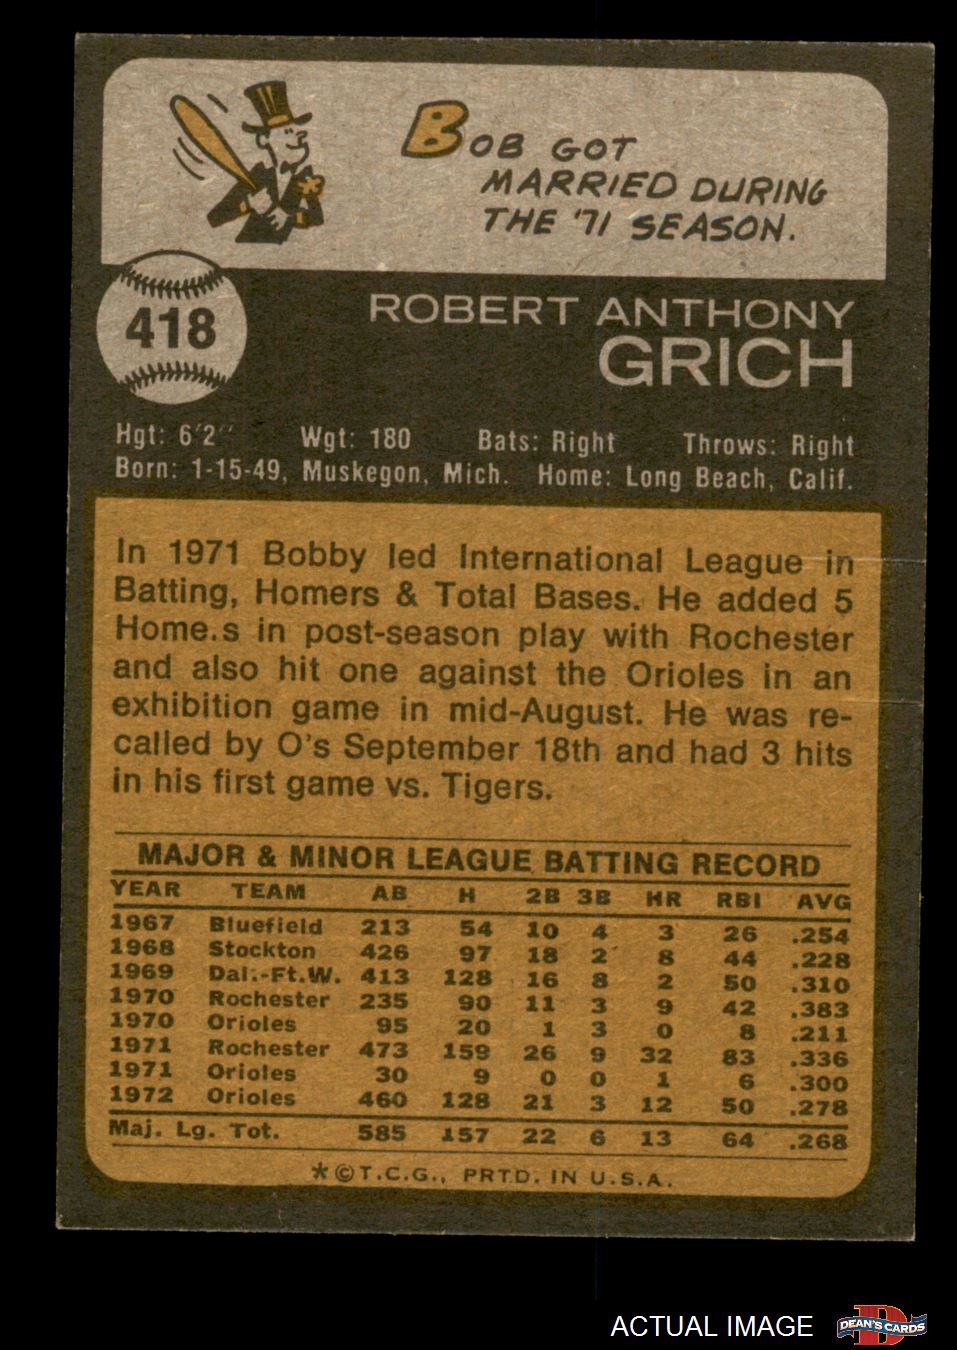 BOB GOT
MARRIED DURING
THE '71 SEASON.
418
ROBERT ANTHONY
GRICH
Hgt: 6'2" Wgt: 180 Bats: Right Throws: Right
Born: 1-15-49, Muskegon, Mich. Home: Long Beach, Calif.
In 1971 Bobby led International League in
Batting, Homers & Total Bases. He added 5
Home.s in post-season play with Rochester
and also hit one against the Orioles in an
exhibition game in mid-August. He was re-
called by O's September 18th and had 3 hits
in his first game vs. Tigers.
MAJOR & MINOR LEAGUE BATTING RECORD
YEAR TEAM AB H 2B 3B HR RBI AVG
1967 Bluefield 213 54 10 4 3 26 .254
1968 Stockton 426 97 18 2 8 44 .228
1969 Dal.-Ft.W. 413 128 16 8 2 50 .310
1970 Rochester 235 90 11 3 9 42 .383
1970 Orioles 95 20 1 3 0 8 .211
1971 Rochester 473 159 26 9 32 83 .336
1971 Orioles 30 9 0 0 1 6 .300
1972 Orioles 460 128 21 3 12 50 .278
Maj. Lg. Tot. 585 157 22 6 13 64 .268
*©T.C.G., PRTD. IN U.S.A.
ACTUAL IMAGE
D
DEAN'S CARDS